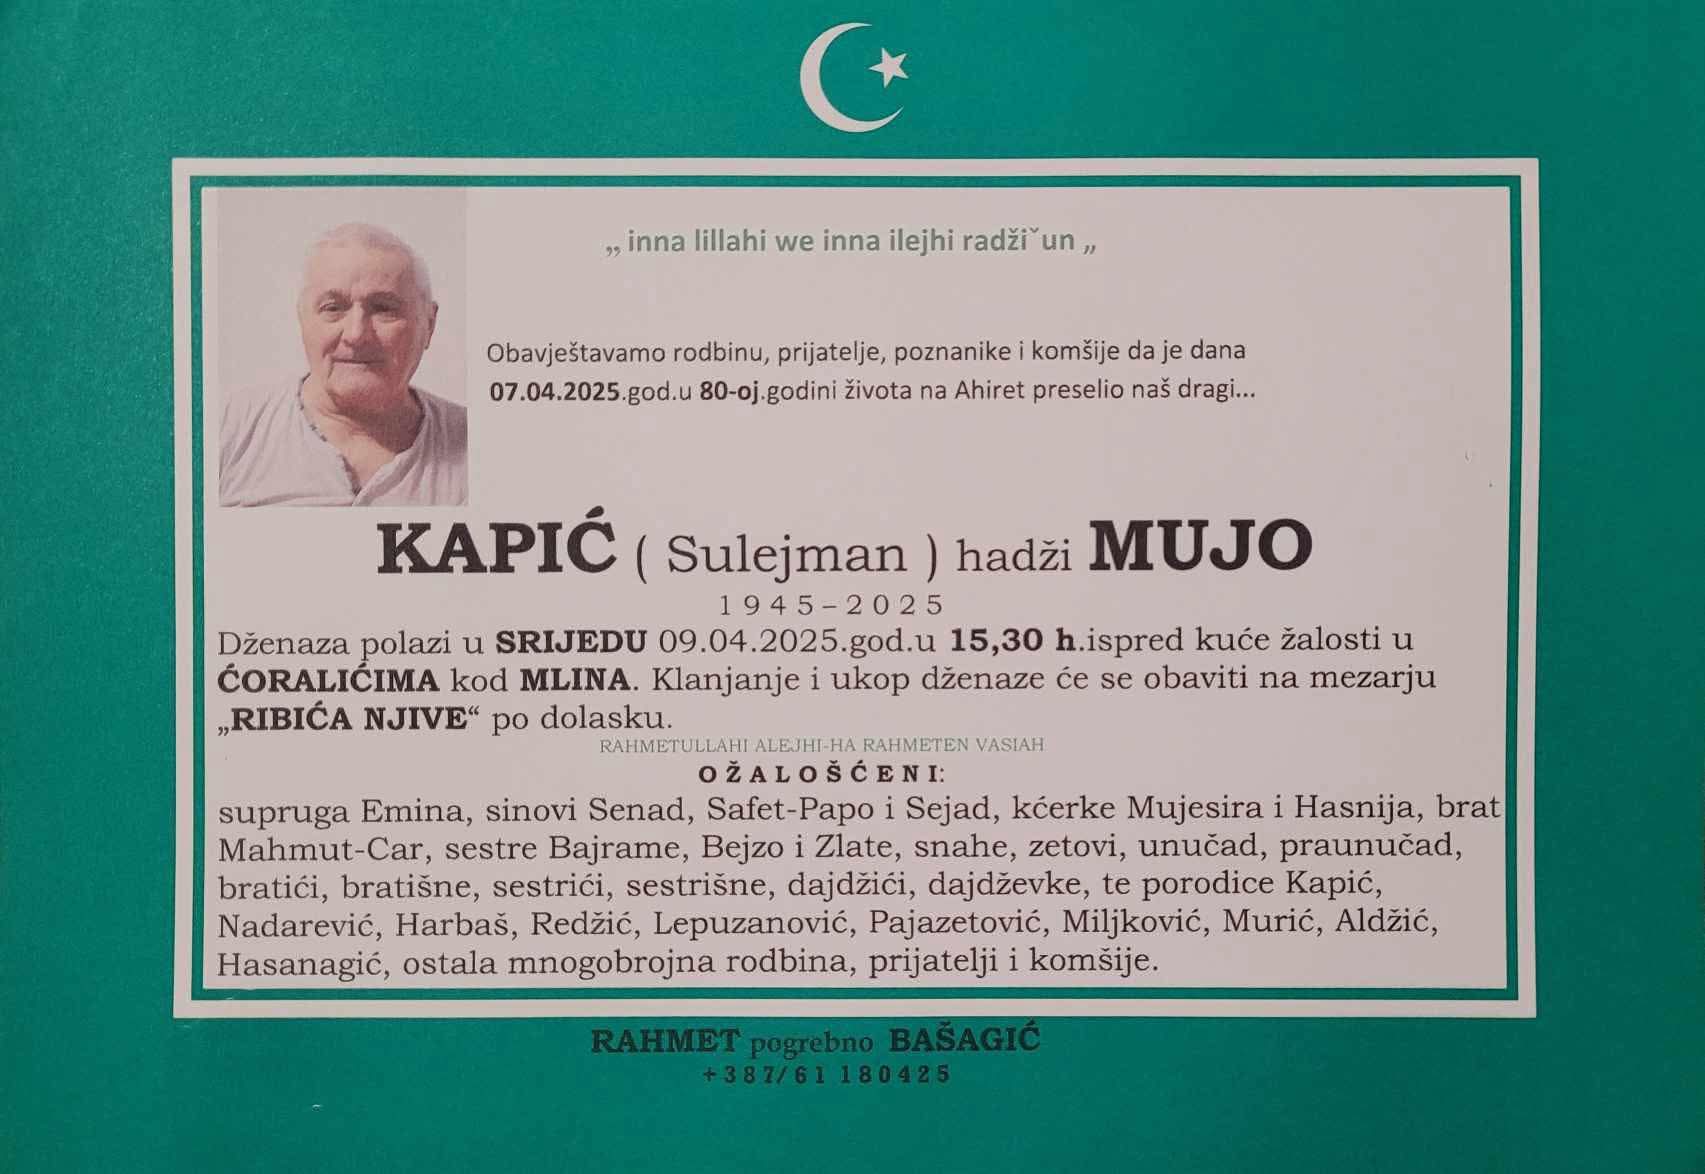 „ inna lillahi we inna ilejhi radžiˇun „
Obavještavamo rodbinu, prijatelje, poznanike i komšije da je dana
07.04.2025.god.u 80-oj.godini života na Ahiret preselio naš dragi...
KAPIĆ ( Sulejman ) hadži MUJO
1945–2025
Dženaza polazi u SRIJEDU 09.04.2025.god.u 15,30 h.ispred kuće žalosti u
ĆORALIĆIMA kod MLINA. Klanjanje i ukop dženaze će se obaviti na mezarju
„RIBIĆA NJIVE“ po dolasku.
RAHMETULLAHI ALEJHI-HA RAHMETEN VASIAH
OŽALOŠĆENI:
supruga Emina, sinovi Senad, Safet-Papo i Sejad, kćerke Mujesira i Hasnija, brat
Mahmut-Car, sestre Bajrame, Bejzo i Zlate, snahe, zetovi, unučad, praunučad,
bratići, bratišne, sestrići, sestrišne, dajdžići, dajdževke, te porodice Kapić,
Nadarević, Harbaš, Redžić, Lepuzanović, Pajazetović, Miljković, Murić, Aldžić,
Hasanagić, ostala mnogobrojna rodbina, prijatelji i komšije.
RAHMET pogrebno BAŠAGIĆ
+387/61 180425